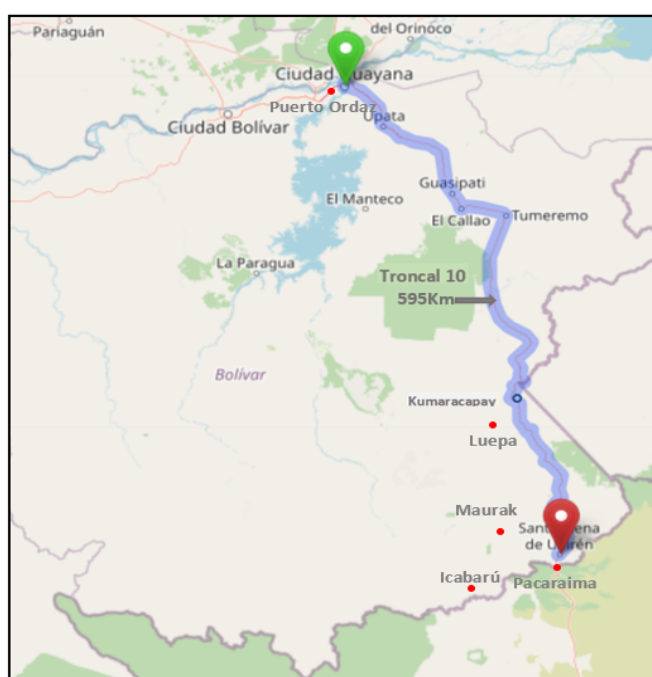 Pariaguán
del Orinoco
Ciudad Guayana
Puerto Ordaz
Upata
Ciudad Bolívar
Guasipati
El Manteco
El Callao
Tumeremo
La Paragua
Troncal 10
595Km
Bolívar
Kumaracapay
Luepa
Maurak
Santa Elena
de Uairén
Icabarú
Pacaraima